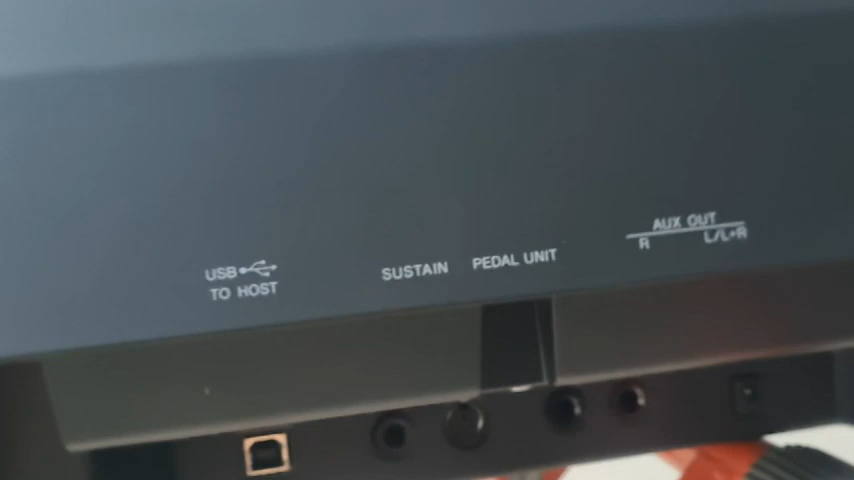 AUX OUT
R L/L+R
USB
TO HOST
SUSTAIN
PEDAL UNIT